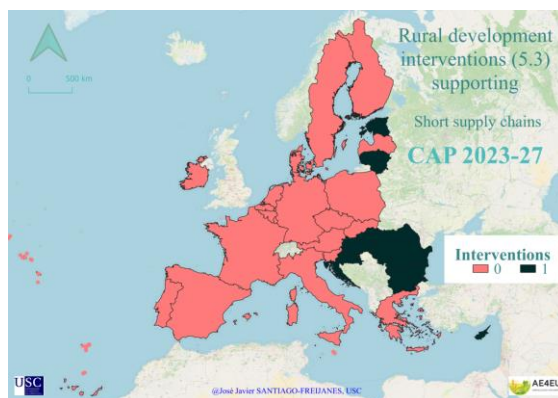 Rural development
interventions (5.3)
supporting
Short supply chains
CAP 2023-27
0 500 km
Interventions
0 1
USC
@José Javier SANTIAGO-FREIJANES, USC
AE4EU